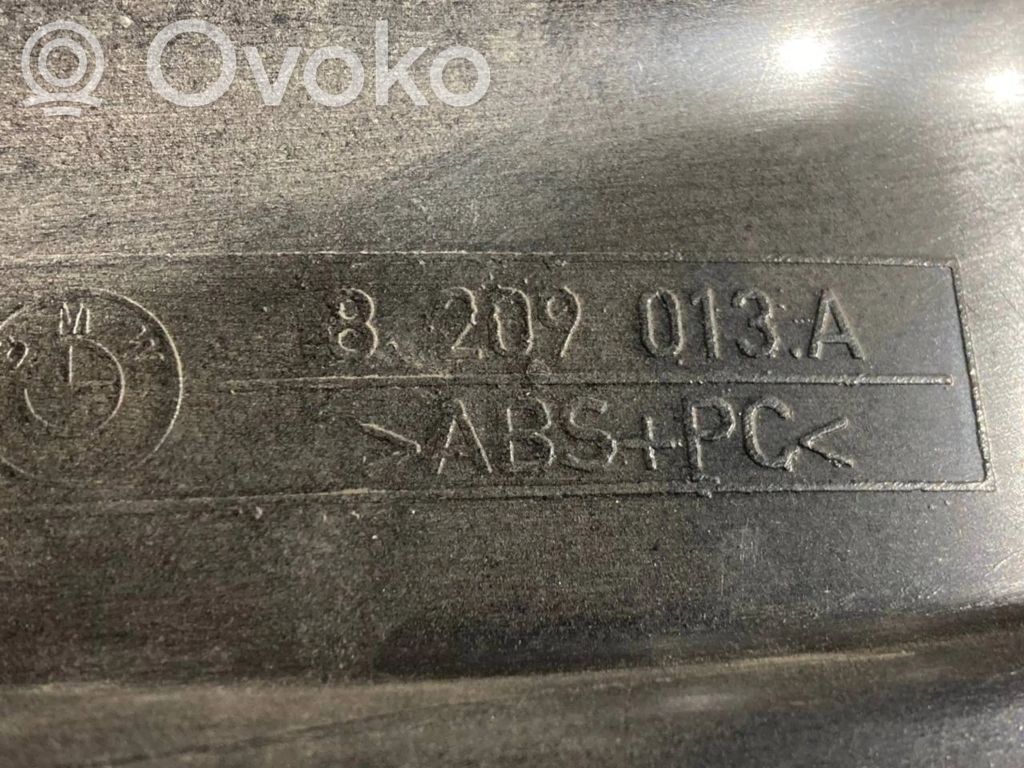 Ovoko
8. 209 013.A
M
>ABS+PC<